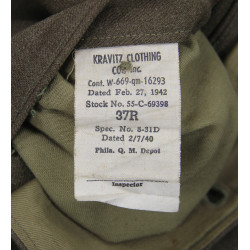 KRAVITZ CLOTHING
CO., Inc.
Cont. W-669-qm-16293
Dated Feb. 27, 1942
Stock No. 55-C-69398
37R
Spec. No. 8-31D
Dated 2/7/40
Phila. Q. M. Depot
Inspector